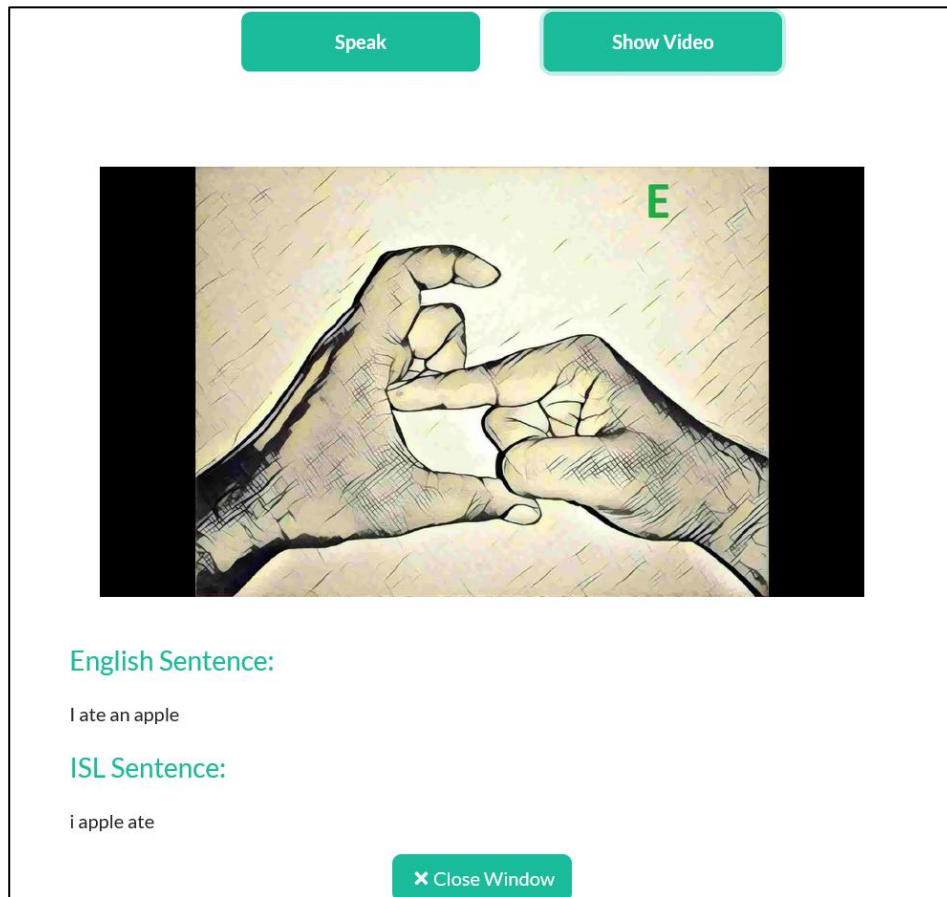 Speak
Show Video
E
English Sentence:
I ate an apple
ISL Sentence:
i apple ate
✕ Close Window